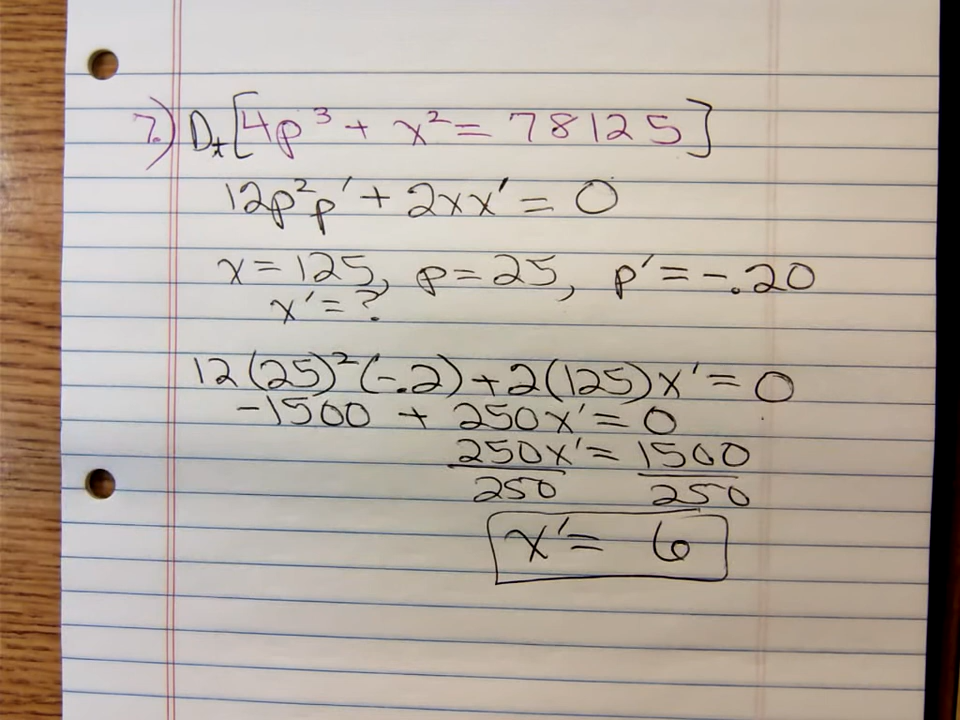 7.) Dₜ[4p³ + x² = 78125]
12p²p' + 2xx' = 0
x = 125, p = 25, p' = -.20
x' = ?
12(25)²(-.2) + 2(125)x' = 0
-1500 + 250x' = 0
250x' = 1500
250 250
x' = 6